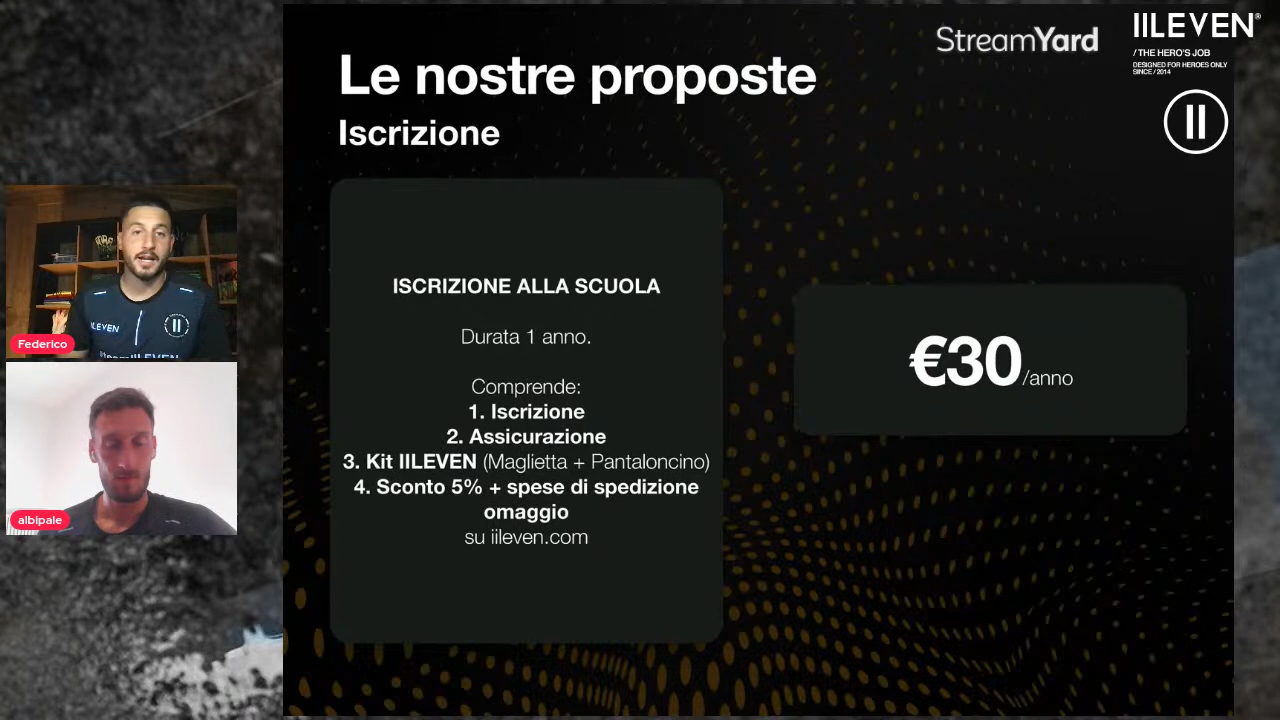 Le nostre proposte
Iscrizione
StreamYard
IILEVEN®
/ THE HERO'S JOB
DESIGNED FOR HEROES ONLY
SINCE / 2014
ISCRIZIONE ALLA SCUOLA
Durata 1 anno.
Comprende:
1. Iscrizione
2. Assicurazione
3. Kit IILEVEN (Maglietta + Pantaloncino)
4. Sconto 5% + spese di spedizione
omaggio
su iileven.com
€30/anno
IILEVEN
Federico
albipale